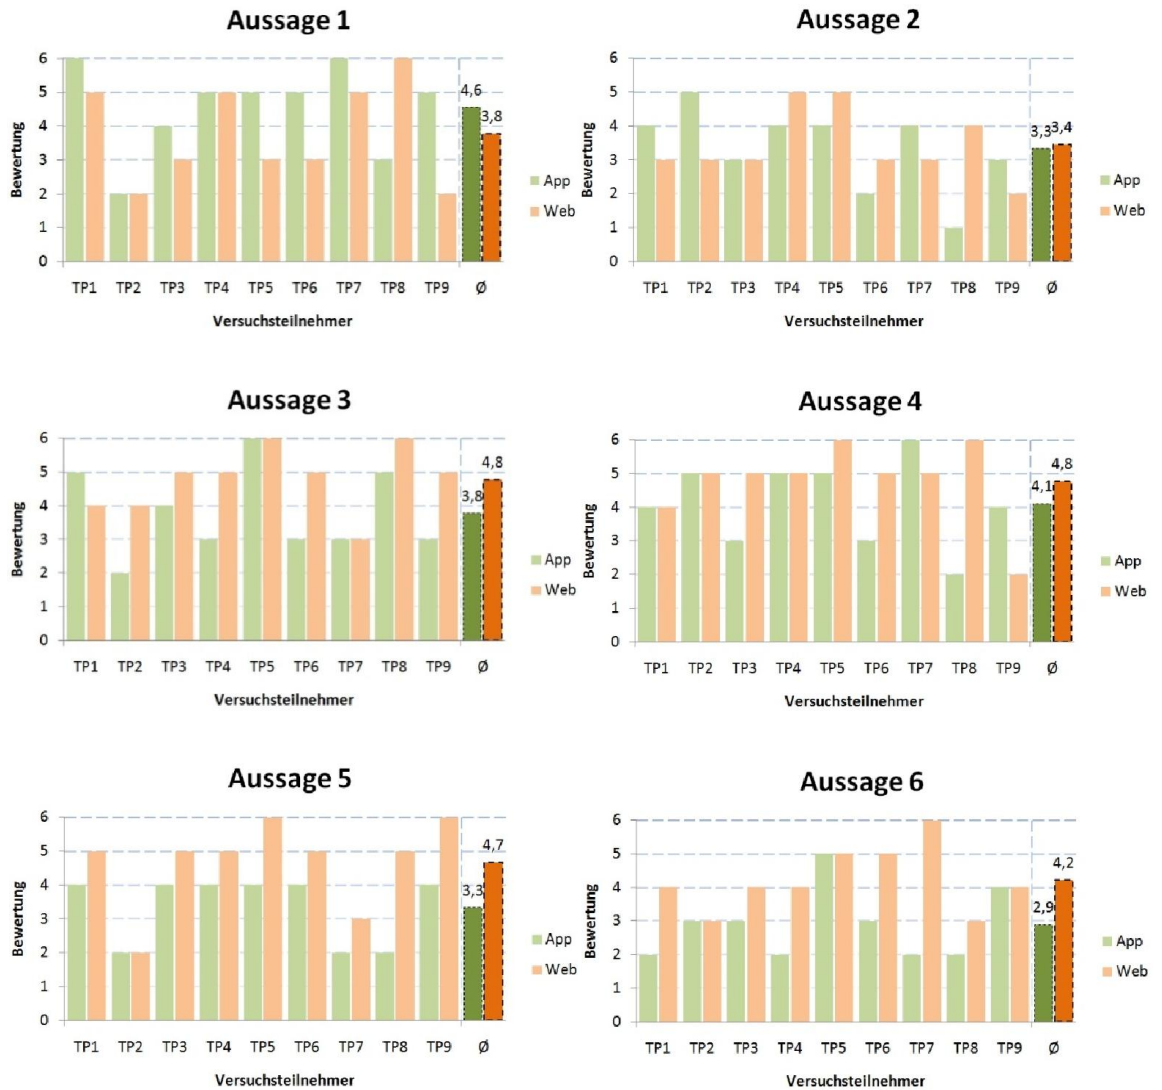 Aussage 1
Bewertung
6
5
4
3
2
1
0
4,6
3,8
App
Web
TP1 TP2 TP3 TP4 TP5 TP6 TP7 TP8 TP9 Ø
Versuchsteilnehmer
Aussage 2
Bewertung
6
5
4
3
2
1
0
3,3 3,4
App
Web
TP1 TP2 TP3 TP4 TP5 TP6 TP7 TP8 TP9 Ø
Versuchsteilnehmer
Aussage 3
Bewertung
6
5
4
3
2
1
0
4,8
3,8
App
Web
TP1 TP2 TP3 TP4 TP5 TP6 TP7 TP8 TP9 Ø
Versuchsteilnehmer
Aussage 4
Bewertung
6
5
4
3
2
1
0
4,8
4,1
App
Web
TP1 TP2 TP3 TP4 TP5 TP6 TP7 TP8 TP9 Ø
Versuchsteilnehmer
Aussage 5
Bewertung
6
5
4
3
2
1
0
4,7
3,3
App
Web
TP1 TP2 TP3 TP4 TP5 TP6 TP7 TP8 TP9 Ø
Versuchsteilnehmer
Aussage 6
Bewertung
6
5
4
3
2
1
0
4,2
2,9
App
Web
TP1 TP2 TP3 TP4 TP5 TP6 TP7 TP8 TP9 Ø
Versuchsteilnehmer